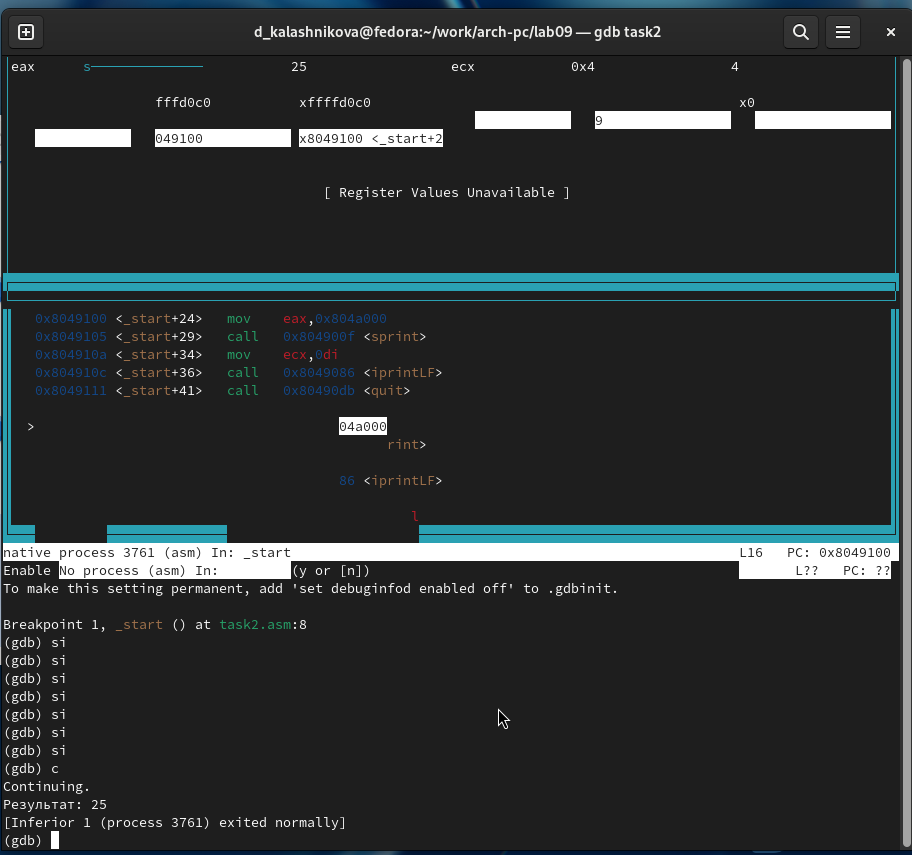 d_kalashnikova@fedora:~/work/arch-pc/lab09 — gdb task2
eax s 25 ecx 0x4 4
fffd0c0 xffffd0c0 x0
9
049100 x8049100 <_start+2
[ Register Values Unavailable ]
0x8049100 <_start+24> mov eax,0x804a000
0x8049105 <_start+29> call 0x804900f <sprint>
0x804910a <_start+34> mov ecx,0di
0x804910c <_start+36> call 0x8049086 <iprintLF>
0x8049111 <_start+41> call 0x80490db <quit>
> 04a000
rint>
86 <iprintLF>
l
native process 3761 (asm) In: _start L16 PC: 0x8049100
Enable No process (asm) In: (y or [n]) L?? PC: ??
To make this setting permanent, add 'set debuginfod enabled off' to .gdbinit.
Breakpoint 1, _start () at task2.asm:8
(gdb) si
(gdb) si
(gdb) si
(gdb) si
(gdb) si
(gdb) si
(gdb) si
(gdb) c
Continuing.
Результат: 25
[Inferior 1 (process 3761) exited normally]
(gdb)